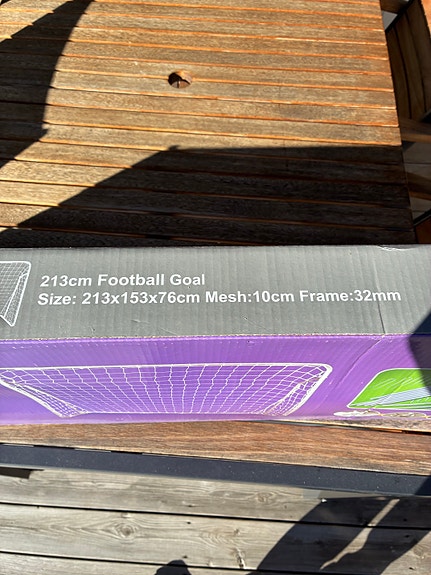 213cm Football Goal
Size: 213x153x76cm Mesh:10cm Frame:32mm